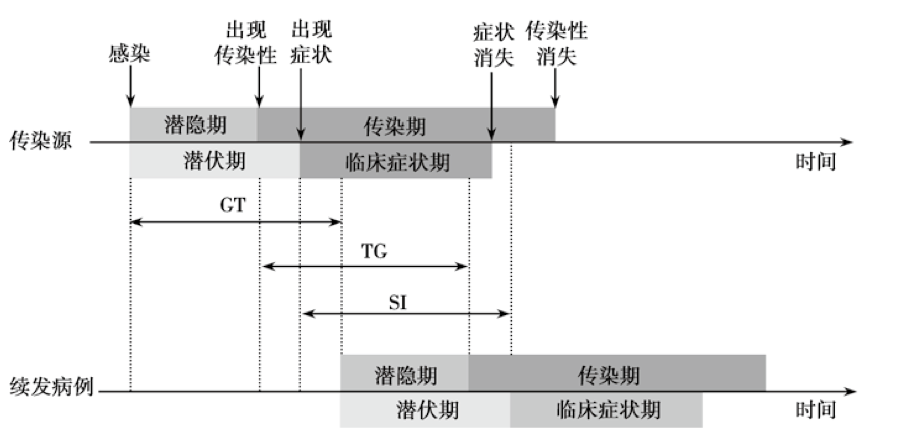 感染
出现
传染性
出现
症状
症状
消失
传染性
消失
潜隐期
传染期
传染源
时间
潜伏期
临床症状期
GT
TG
SI
潜隐期
传染期
续发病例
时间
潜伏期
临床症状期